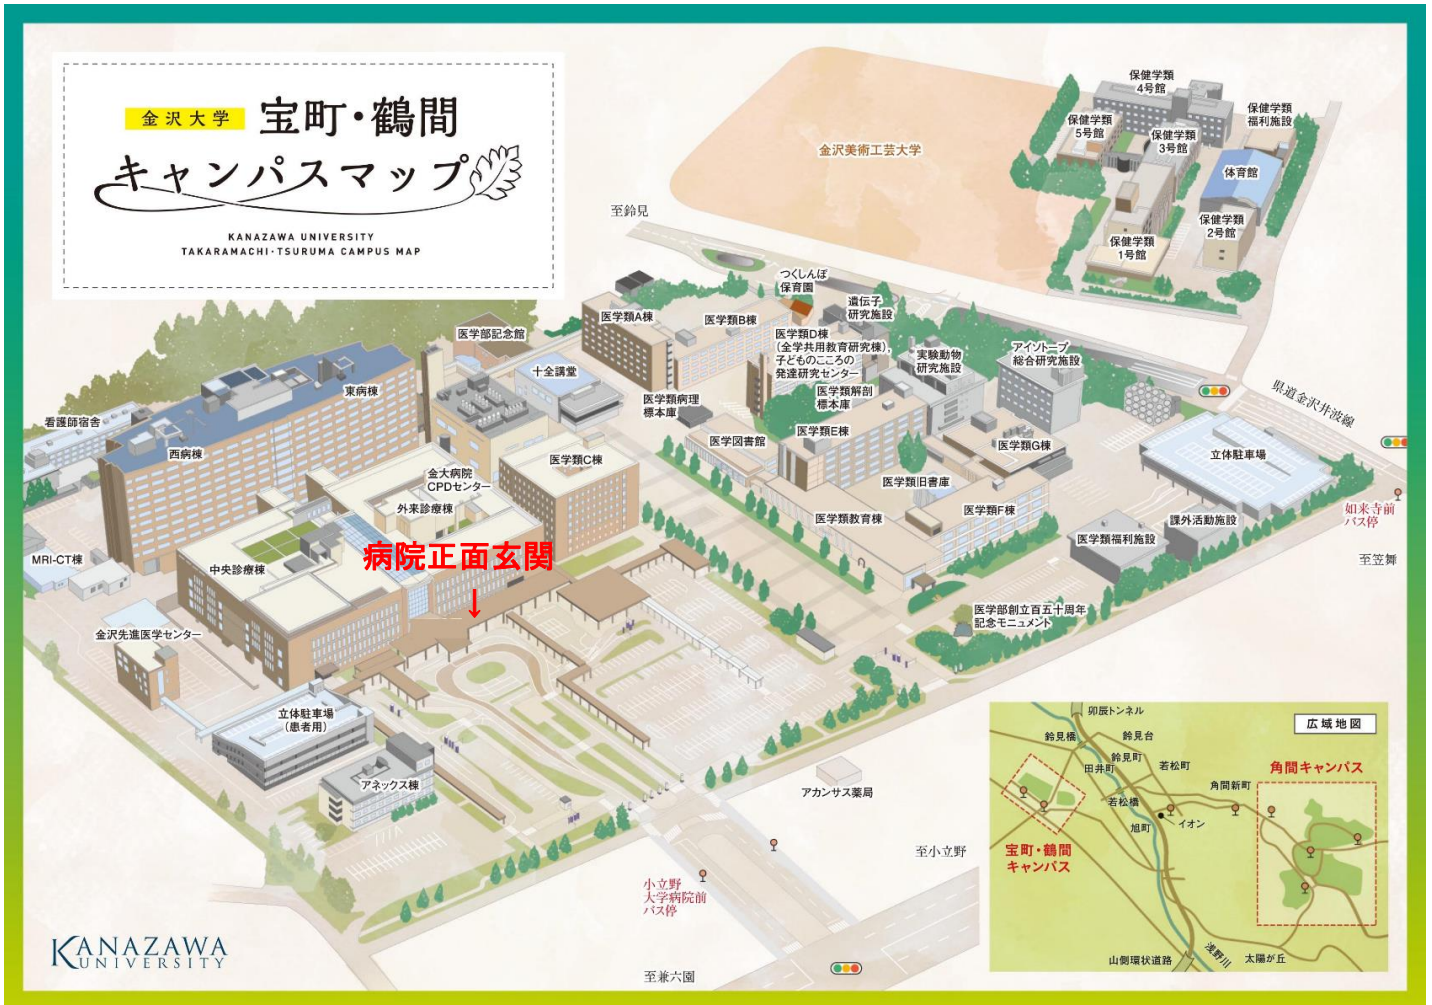 金沢大学 宝町・鶴間
キャンパスマップ
KANAZAWA UNIVERSITY
TAKARAMACHI・TSURUMA CAMPUS MAP
金沢美術工芸大学
保健学類
4号館
保健学類
福利施設
保健学類
5号館
保健学類
3号館
体育館
保健学類
2号館
保健学類
1号館
至鈴見
つくしんぼ
保育園
遺伝子
研究施設
医学部記念館
医学類A棟
医学類B棟
医学類D棟
(全学共用教育研究棟)、
子どものこころの
発達研究センター
実験動物
研究施設
アイソトープ
総合研究施設
県道金沢井波線
十全講堂
東病棟
医学類病理
標本庫
医学類解剖
標本庫
看護師宿舎
西病棟
医学図書館
医学類E棟
医学類G棟
立体駐車場
医学類C棟
金大病院
CPDセンター
外来診療棟
医学類旧書庫
医学類教育棟
医学類F棟
課外活動施設
医学類福利施設
如来寺前
バス停
至笠舞
病院正面玄関
↓
MRI-CT棟
中央診療棟
医学部創立百五十周年
記念モニュメント
金沢先進医学センター
立体駐車場
(患者用)
アネックス棟
アカンサス薬局
至小立野
小立野
大学病院前
バス停
至兼六園
KANAZAWA
UNIVERSITY
広域地図
卯辰トンネル
鈴見橋
鈴見台
鈴見町
田井町
若松町
角間キャンパス
角間新町
若松橋
旭町
イオン
宝町・鶴間
キャンパス
浅野川
山側環状道路
太陽が丘